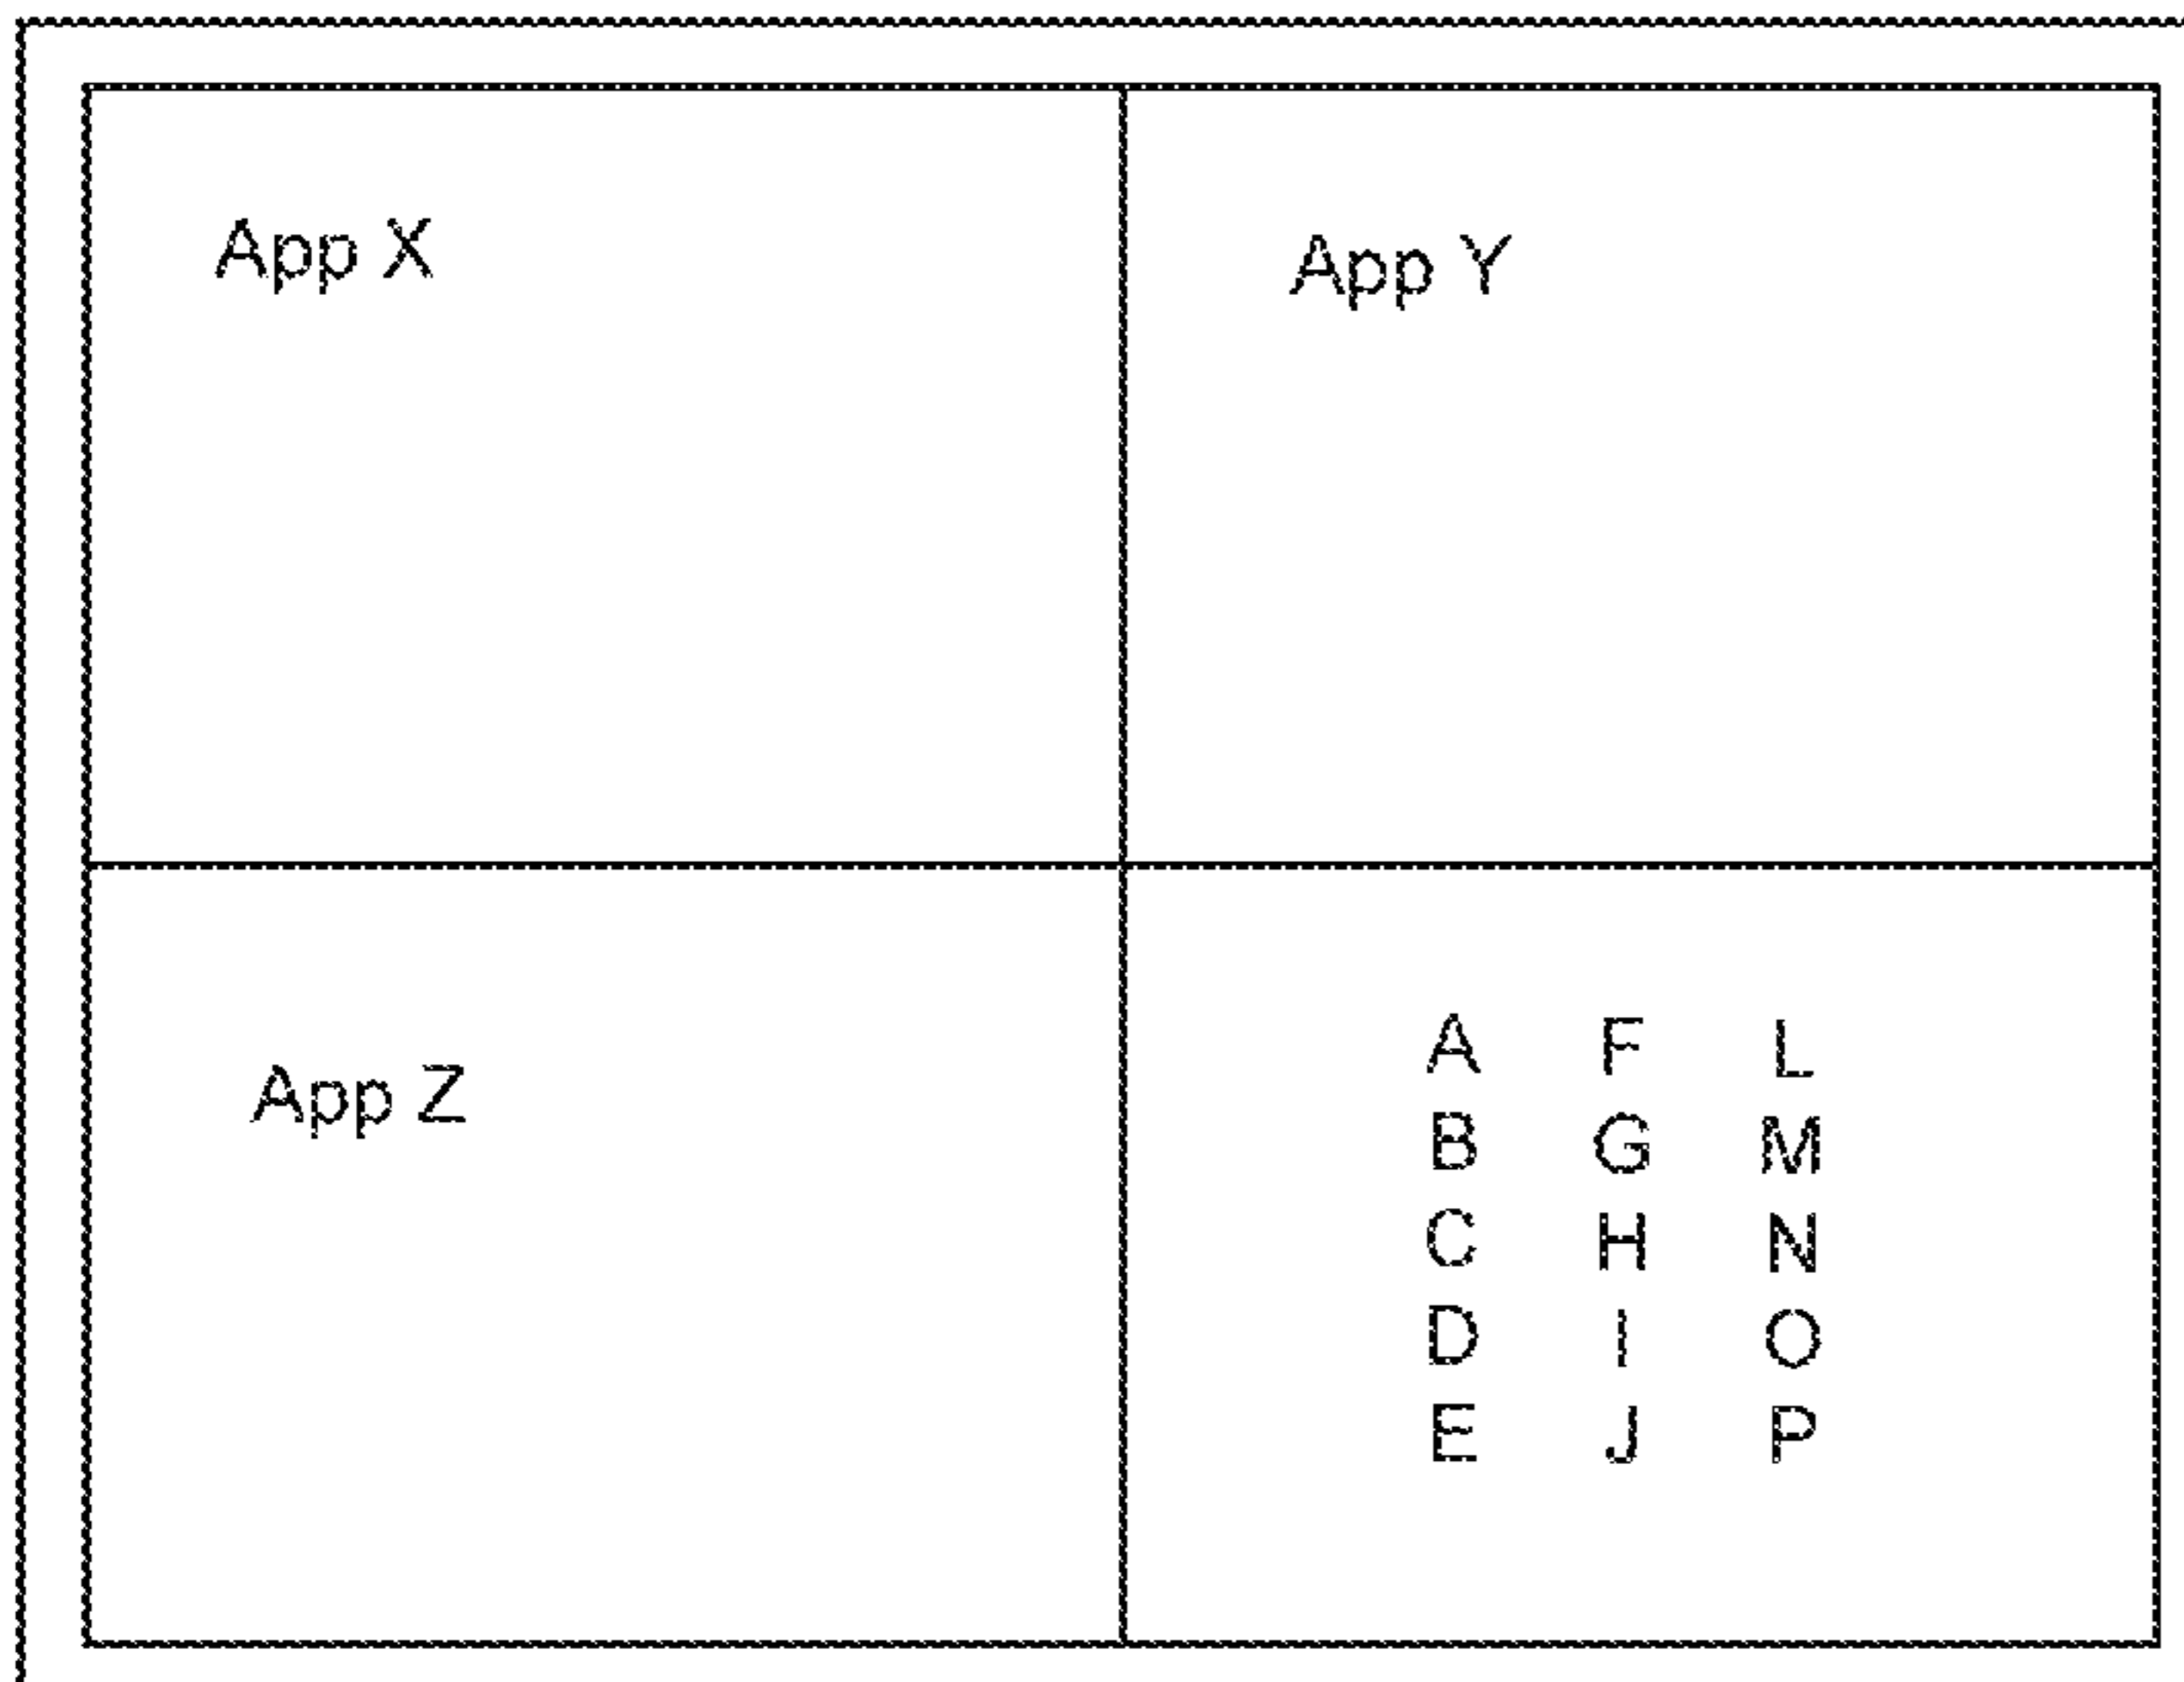 App X
App Y
App Z
A F L
B G M
C H N
D I O
E J P